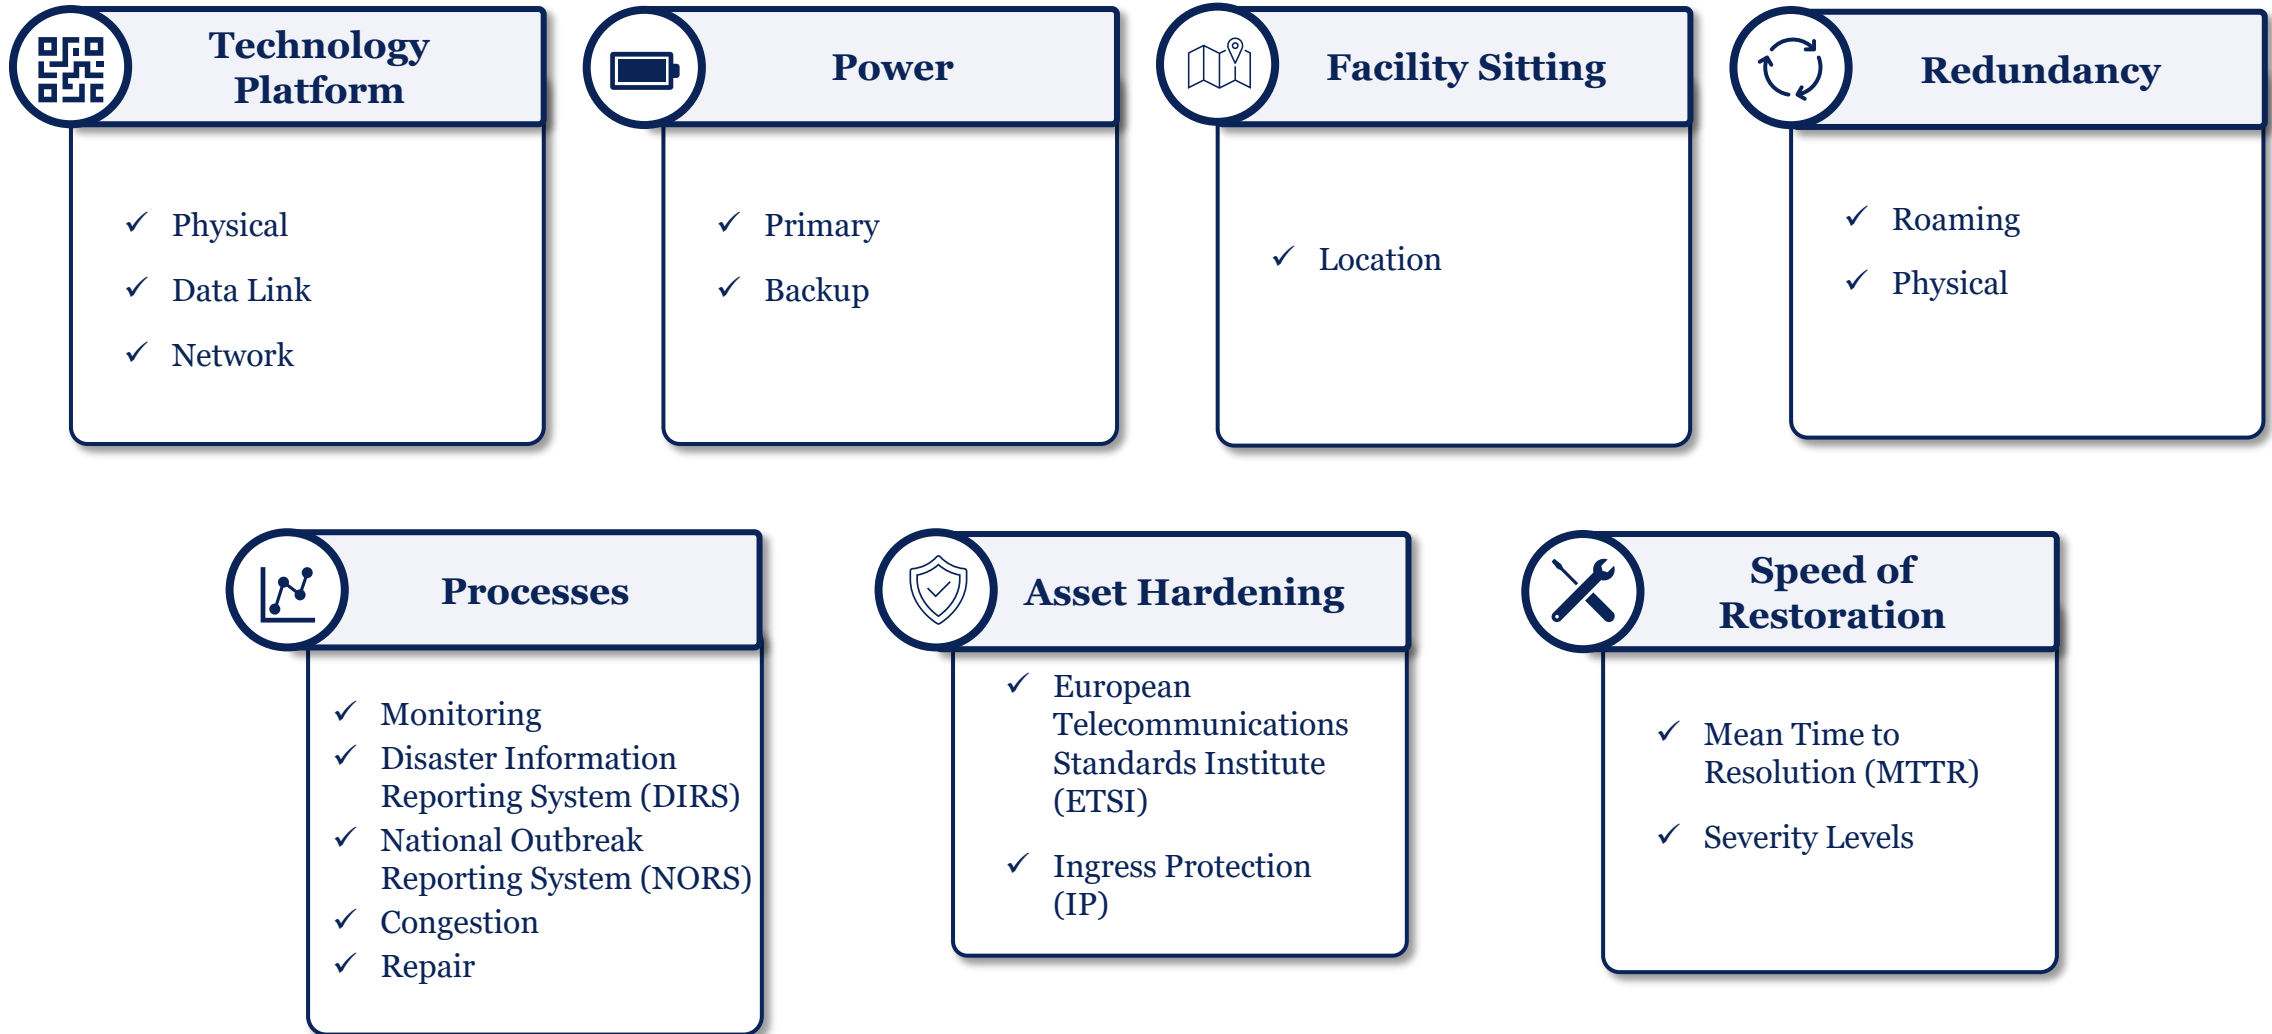 Technology
Platform
✓ Physical
✓ Data Link
✓ Network
Power
✓ Primary
✓ Backup
Facility Sitting
✓ Location
Redundancy
✓ Roaming
✓ Physical
Processes
✓ Monitoring
✓ Disaster Information
Reporting System (DIRS)
✓ National Outbreak
Reporting System (NORS)
✓ Congestion
✓ Repair
Asset Hardening
✓ European
Telecommunications
Standards Institute
(ETSI)
✓ Ingress Protection
(IP)
Speed of
Restoration
✓ Mean Time to
Resolution (MTTR)
✓ Severity Levels